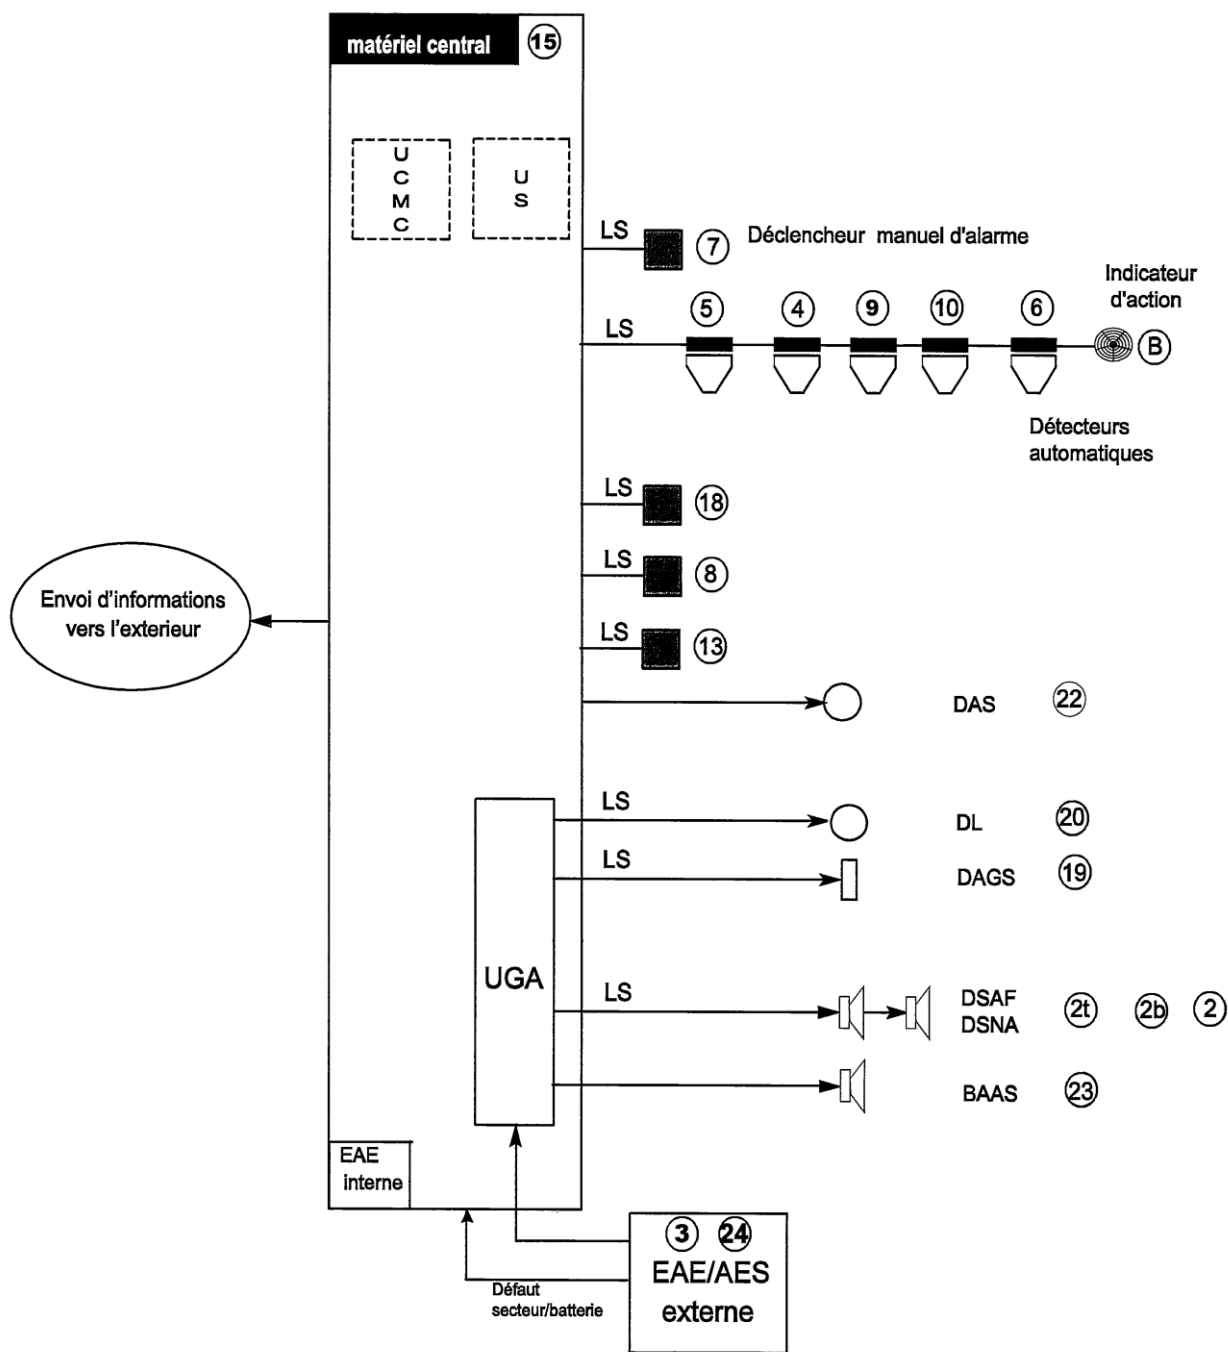 matériel central 15
U
C
M
C
U
S
LS 7 Déclencheur manuel d'alarme
Indicateur
d'action
5 4 9 10 6
LS
B
Détecteurs
automatiques
LS 18
LS 8
LS 13
Envoi d'informations
vers l'exterieur
DAS 22
LS DL 20
LS DAGS 19
UGA
LS
DSAF
DSNA
2t 2b 2
BAAS 23
EAE
interne
3 24
EAE/AES
externe
Défaut
secteur/batterie